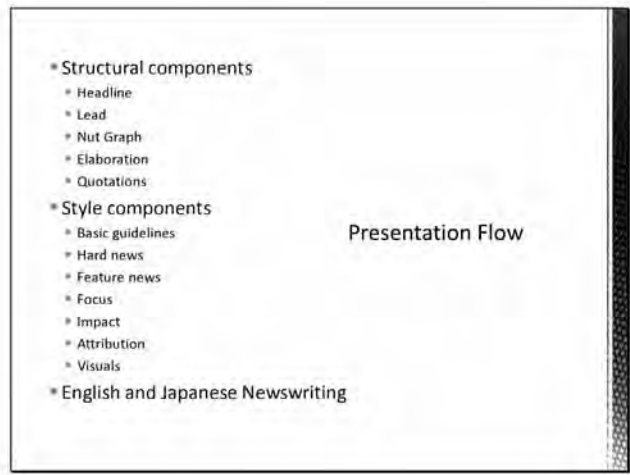 Structural components
Headline
Lead
Nut Graph
Elaboration
Quotations
Style components
Basic guidelines
Hard news
Feature news
Focus
Impact
Attribution
Visuals
English and Japanese Newswriting
Presentation Flow